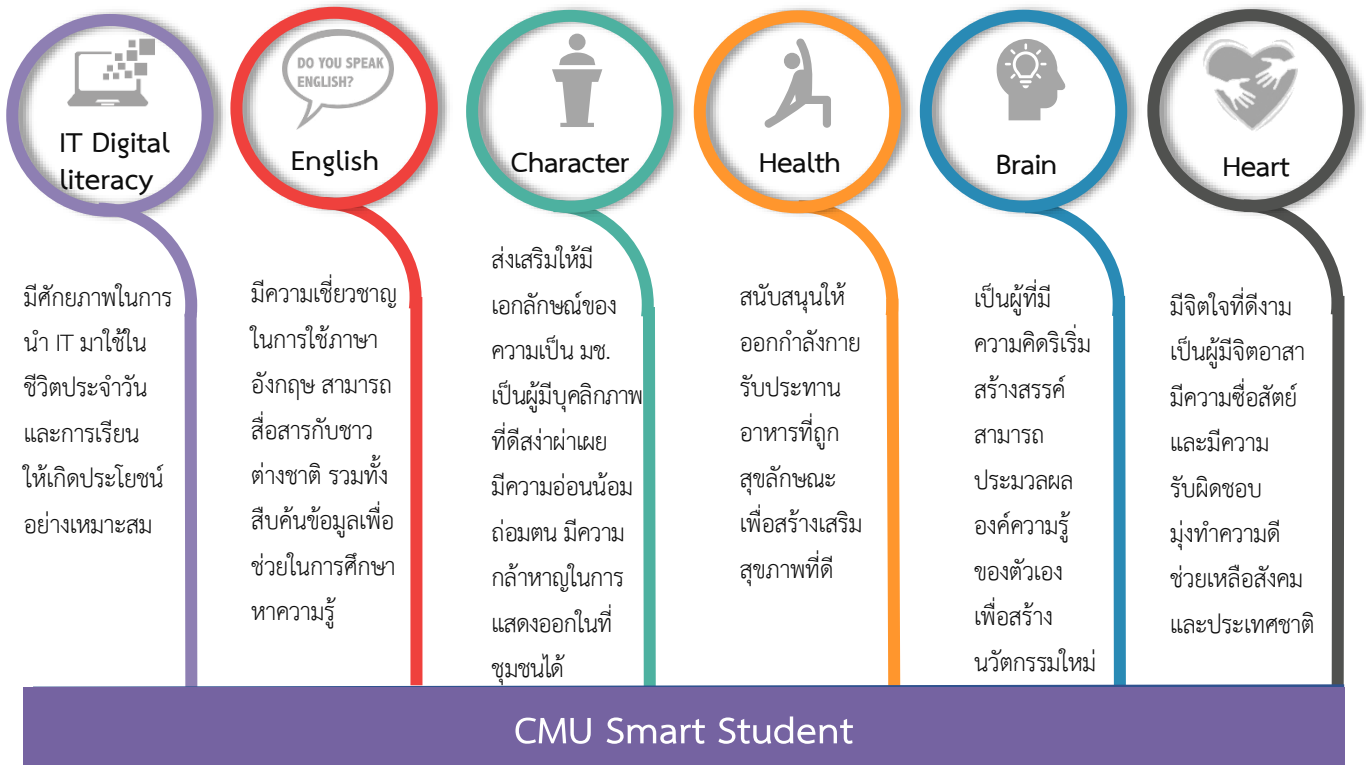 IT Digital
literacy
มีศักยภาพในการ
นำ IT มาใช้ใน
ชีวิตประจำวัน
และการเรียน
ให้เกิดประโยชน์
อย่างเหมาะสม
DO YOU SPEAK
ENGLISH?
English
มีความเชี่ยวชาญ
ในการใช้ภาษา
อังกฤษ สามารถ
สื่อสารกับชาว
ต่างชาติ รวมทั้ง
สืบค้นข้อมูลเพื่อ
ช่วยในการศึกษา
หาความรู้
Character
ส่งเสริมให้มี
เอกลักษณ์ของ
ความเป็น มช.
เป็นผู้มีบุคลิกภาพ
ที่ดีสง่าผ่าเผย
มีความอ่อนน้อม
ถ่อมตน มีความ
กล้าหาญในการ
แสดงออกในที่
ชุมชนได้
Health
สนับสนุนให้
ออกกำลังกาย
รับประทาน
อาหารที่ถูก
สุขลักษณะ
เพื่อสร้างเสริม
สุขภาพที่ดี
Brain
เป็นผู้ที่มี
ความคิดริเริ่ม
สร้างสรรค์
สามารถ
ประมวลผล
องค์ความรู้
ของตัวเอง
เพื่อสร้าง
นวัตกรรมใหม่
Heart
มีจิตใจที่ดีงาม
เป็นผู้มีจิตอาสา
มีความซื่อสัตย์
และมีความ
รับผิดชอบ
มุ่งทำความดี
ช่วยเหลือสังคม
และประเทศชาติ
CMU Smart Student